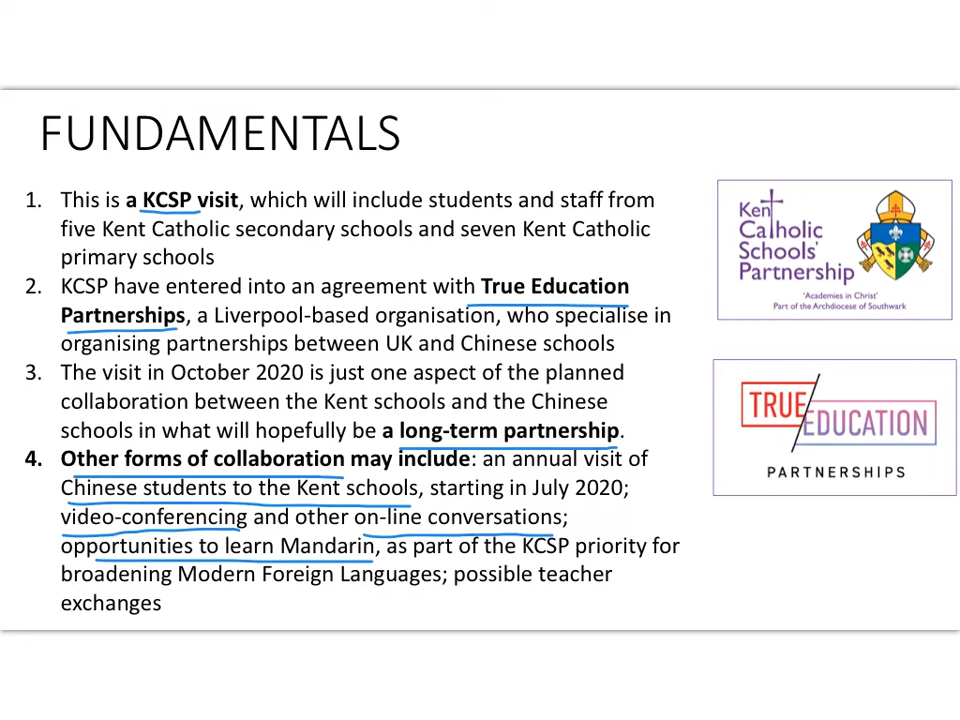 FUNDAMENTALS
1. This is a KCSP visit, which will include students and staff from
five Kent Catholic secondary schools and seven Kent Catholic
primary schools
2. KCSP have entered into an agreement with True Education
Partnerships, a Liverpool-based organisation, who specialise in
organising partnerships between UK and Chinese schools
3. The visit in October 2020 is just one aspect of the planned
collaboration between the Kent schools and the Chinese
schools in what will hopefully be a long-term partnership.
4. Other forms of collaboration may include: an annual visit of
Chinese students to the Kent schools, starting in July 2020;
video-conferencing and other on-line conversations;
opportunities to learn Mandarin, as part of the KCSP priority for
broadening Modern Foreign Languages; possible teacher
exchanges
Kent
Catholic
Schools'
Partnership
'Academies in Christ'
Part of the Archdiocese of Southwark
TRUE
EDUCATION
PARTNERSHIPS